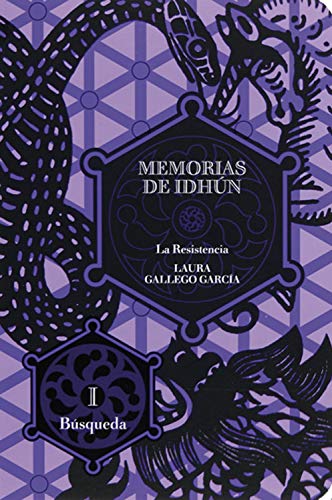 MEMORIAS
DE IDHÚN
La Resistencia
LAURA
GALLEGO GARCÍA
I
Búsqueda